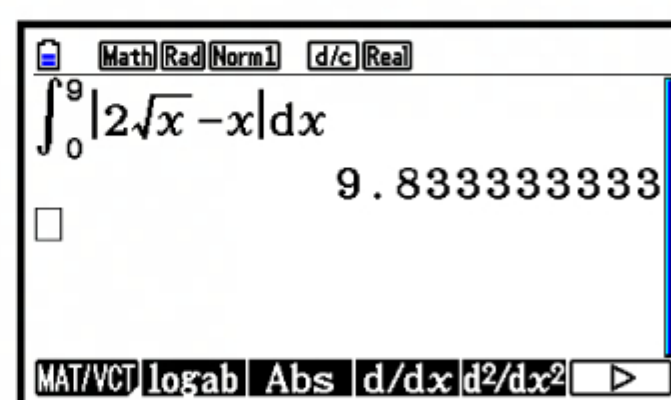 Math Rad Norm1 d/c Real
∫₀⁹|2√x−x|dx
9.833333333
MAT/VCT logab Abs d/dx d²/dx² ▷